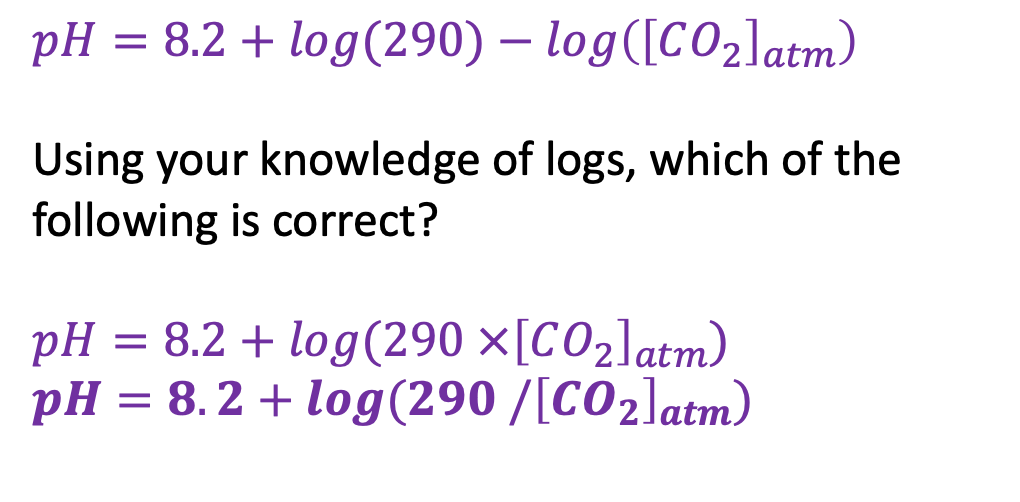 pH = 8.2 + log(290) – log([CO₂]ₐₜₘ)
Using your knowledge of logs, which of the
following is correct?
pH = 8.2 + log(290 ×[CO₂]ₐₜₘ)
pH = 8.2 + log(290 /[CO₂]ₐₜₘ)